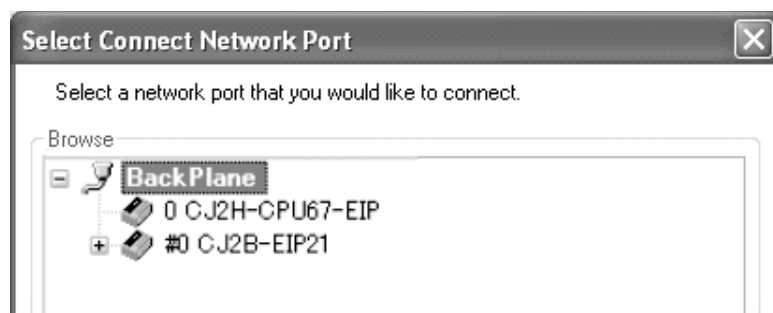 Select Connect Network Port
Select a network port that you would like to connect.
Browse
BackPlane
0 CJ2H-CPU67-EIP
#0 CJ2B-EIP21